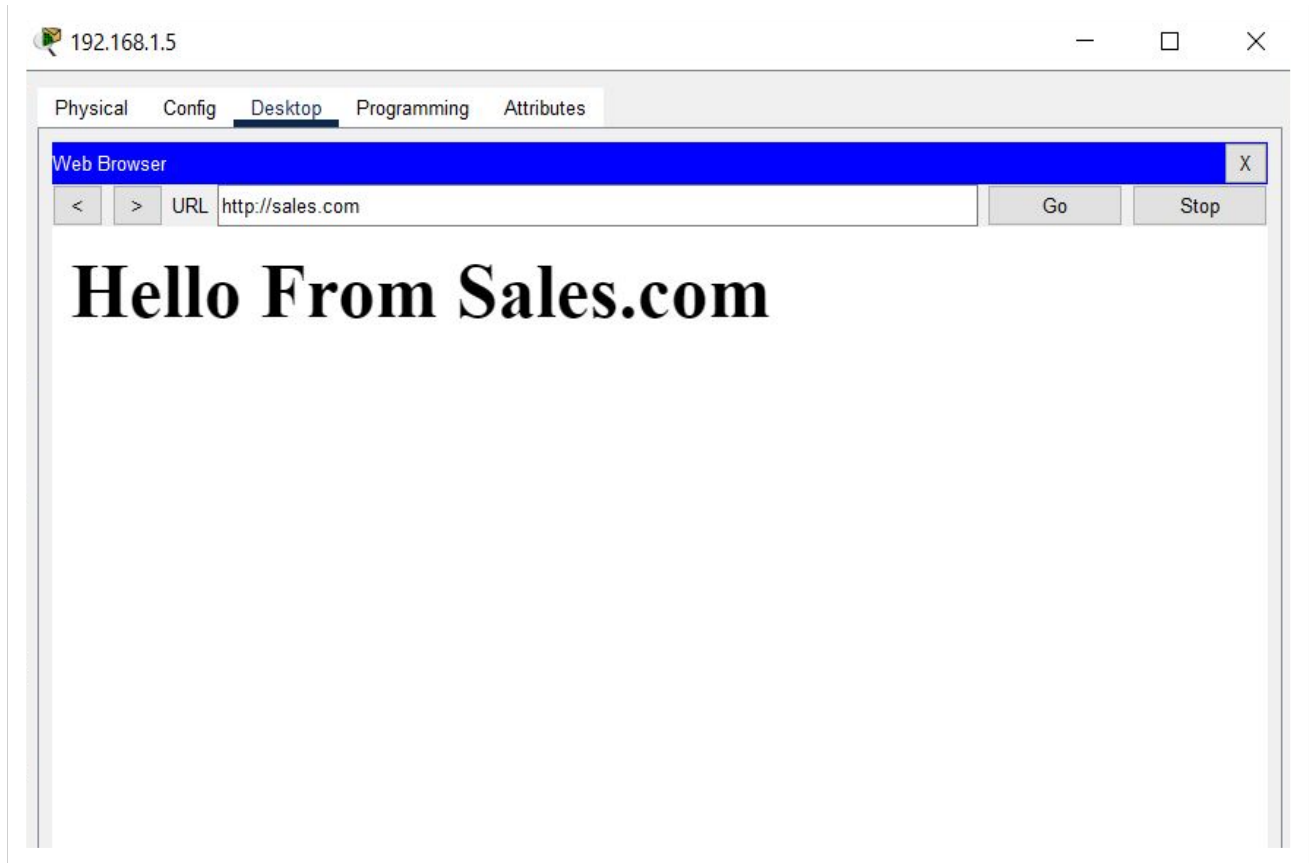 192.168.1.5
Physical Config Desktop Programming Attributes
Web Browser X
< > URL http://sales.com Go Stop
Hello From Sales.com